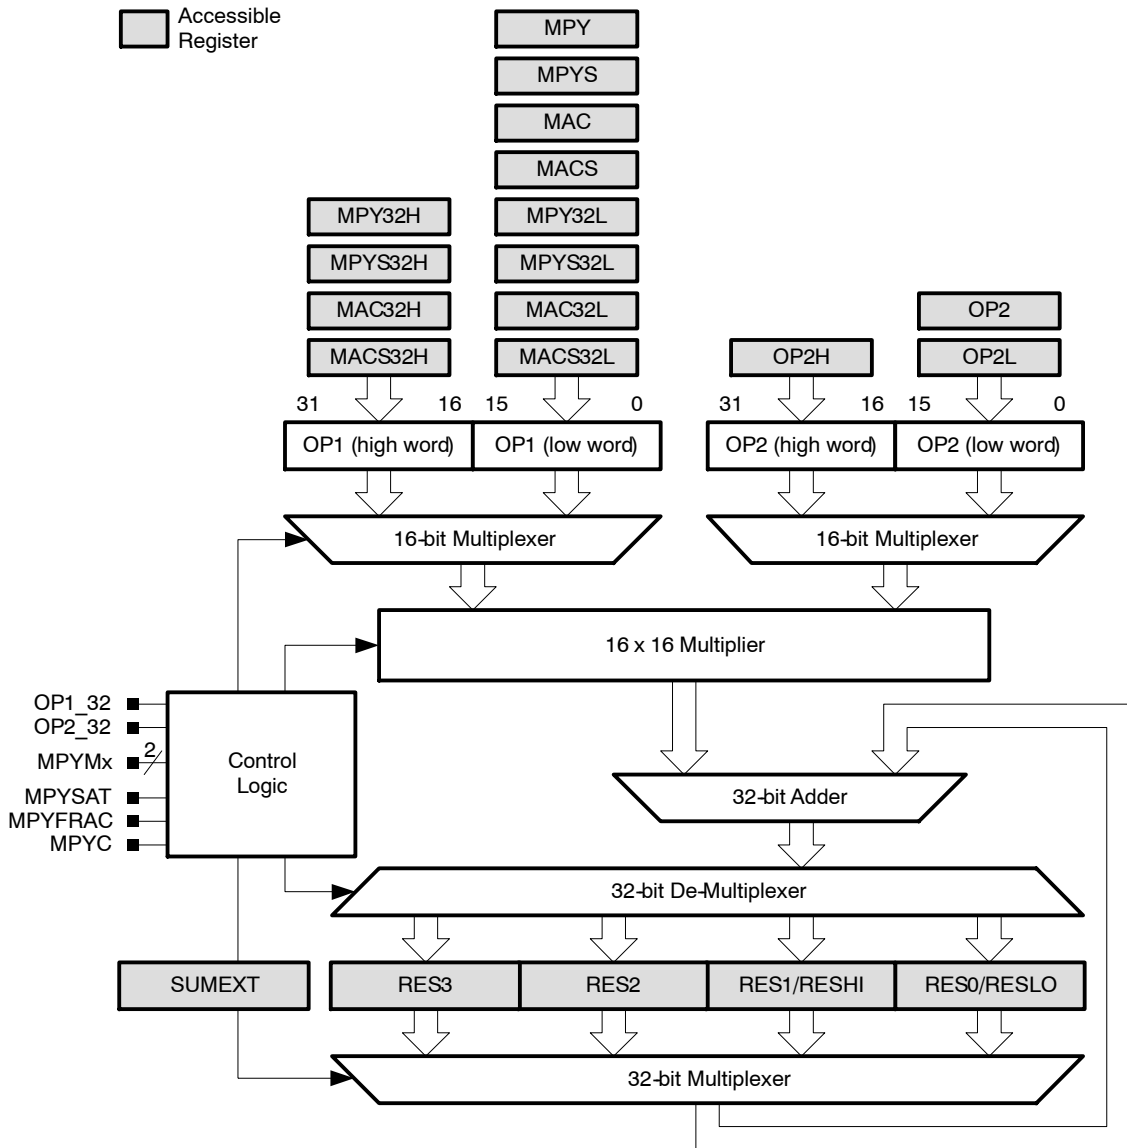 Accessible
Register
MPY
MPYS
MAC
MACS
MPY32H
MPY32L
MPYS32H
MPYS32L
MAC32H
MAC32L
OP2
MACS32H
MACS32L
OP2H
OP2L
31 16 15 0
31 16 15 0
OP1 (high word)
OP1 (low word)
OP2 (high word)
OP2 (low word)
16-bit Multiplexer
16-bit Multiplexer
16 x 16 Multiplier
OP1_32
OP2_32
MPYMx
2
MPYSAT
MPYFRAC
MPYC
Control
Logic
32-bit Adder
32-bit De-Multiplexer
SUMEXT
RES3
RES2
RES1/RESHI
RES0/RESLO
32-bit Multiplexer